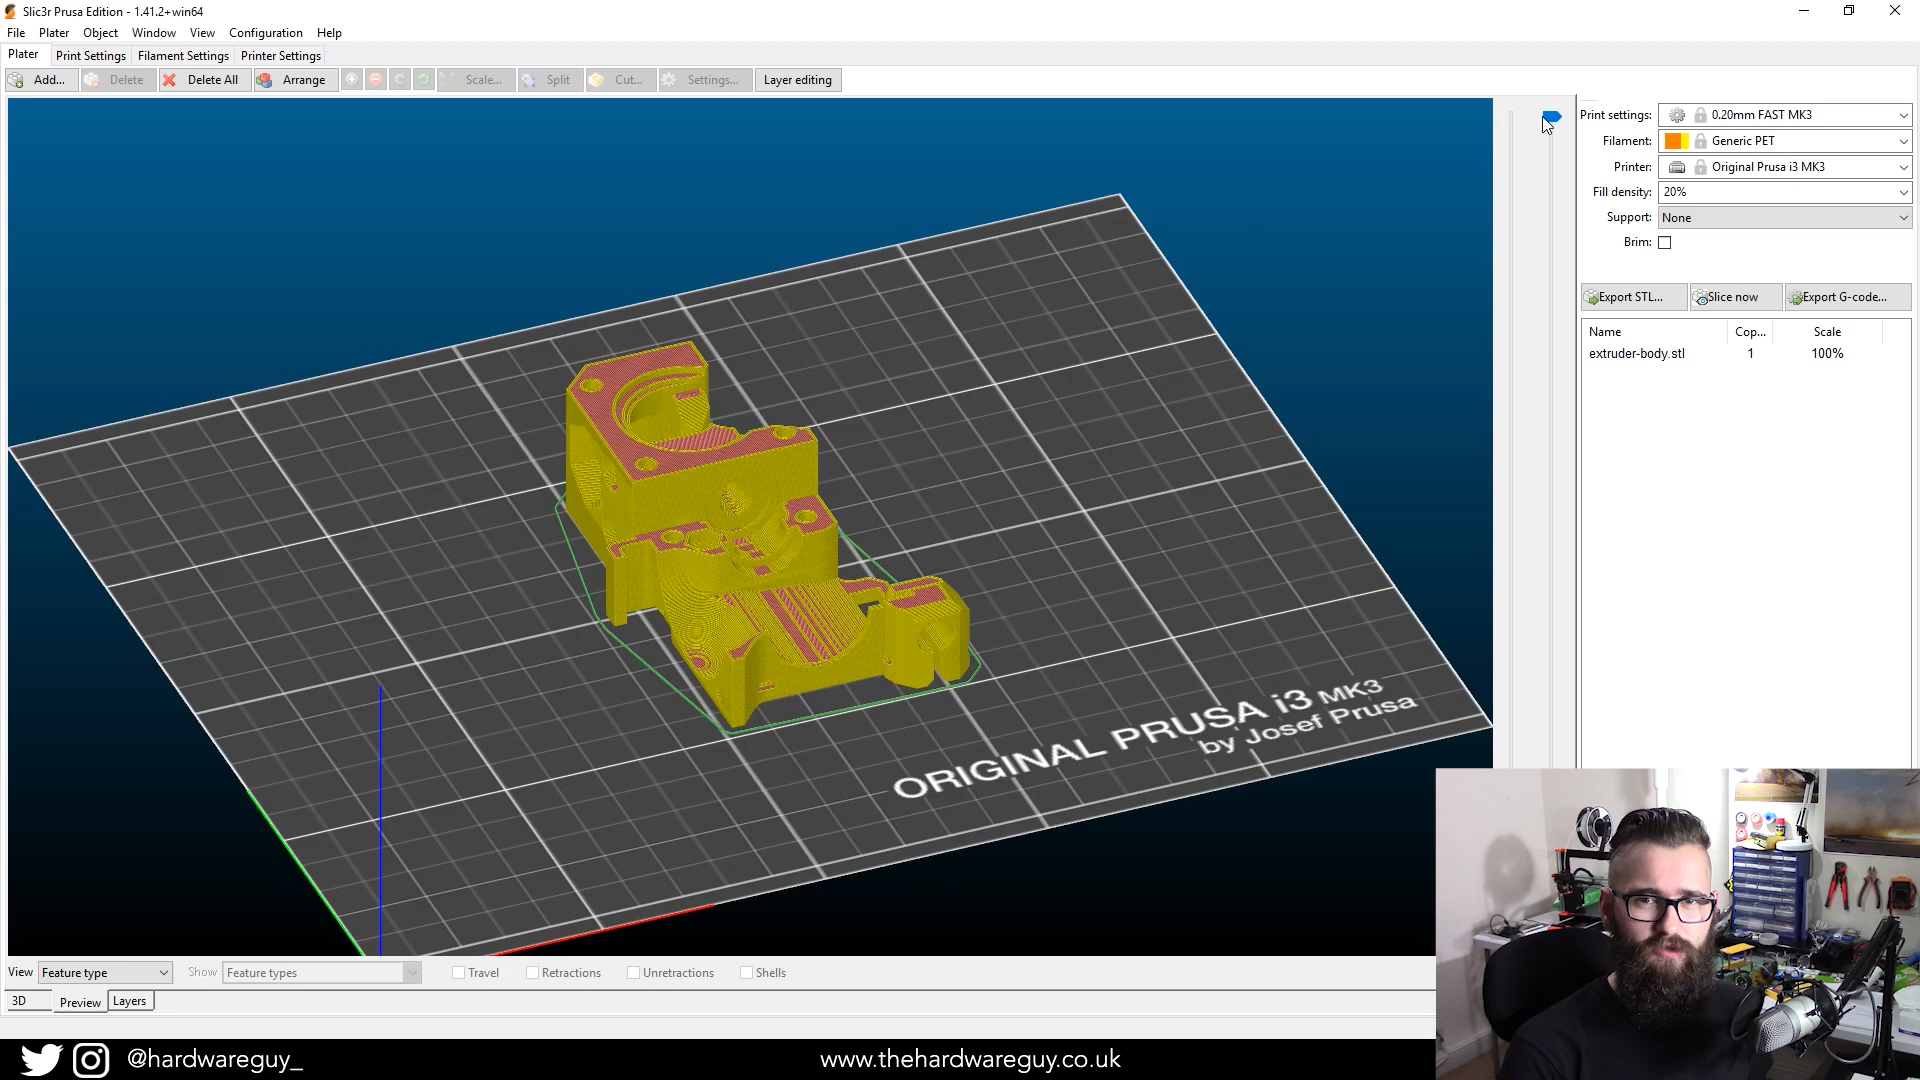 Slic3r Prusa Edition - 1.41.2+win64
File Plater Object Window View Configuration Help
Plater Print Settings Filament Settings Printer Settings
Add... Delete Delete All Arrange Scale... Split Cut... Settings... Layer editing
Print settings: 0.20mm FAST MK3
Filament: Generic PET
Printer: Original Prusa i3 MK3
Fill density: 20%
Support: None
Brim:
Export STL... Slice now Export G-code...
Name Cop... Scale
extruder-body.stl 1 100%
ORIGINAL PRUSA i3 MK3
by Josef Prusa
View Feature type Show Feature types Travel Retractions Unretractions Shells
3D Preview Layers
@hardwareguy_ www.thehardwareguy.co.uk